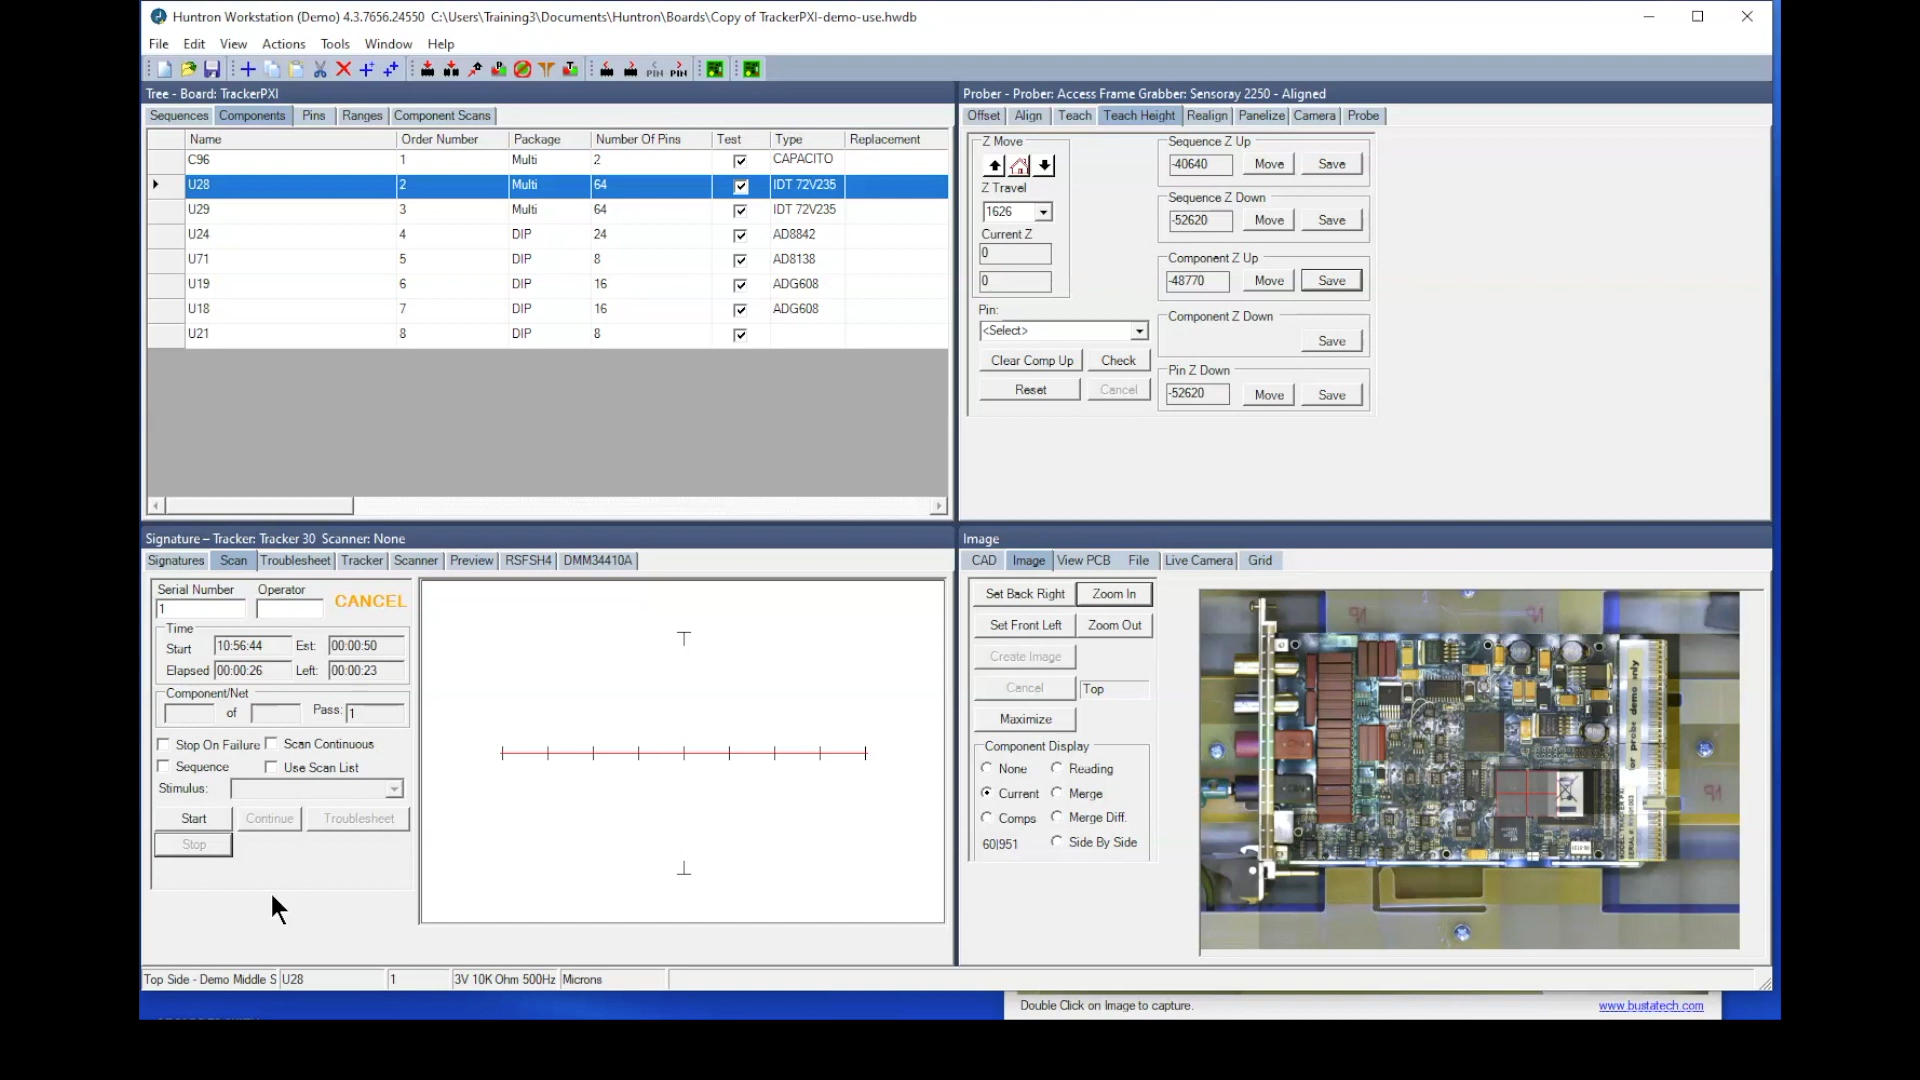 Huntron Workstation (Demo) 4.3.7656.24550 C:\Users\Training3\Documents\Huntron\Boards\Copy of TrackerPXI-demo-use.hwdb
File Edit View Actions Tools Window Help
PIN PIN
Tree - Board: TrackerPXI
Sequences Components Pins Ranges Component Scans
Name Order Number Package Number Of Pins Test Type Replacement
C96 1 Multi 2 CAPACITO
U28 2 Multi 64 IDT 72V235
U29 3 Multi 64 IDT 72V235
U24 4 DIP 24 AD8842
U71 5 DIP 8 AD8138
U19 6 DIP 16 ADG608
U18 7 DIP 16 ADG608
U21 8 DIP 8
Prober - Prober: Access Frame Grabber: Sensoray 2250 - Aligned
Offset Align Teach Teach Height Realign Panelize Camera Probe
Z Move
Z Travel
1626
Current Z
0
0
Pin:
<Select>
Clear Comp Up Check
Reset Cancel
Sequence Z Up
-40640 Move Save
Sequence Z Down
-52620 Move Save
Component Z Up
-48770 Move Save
Component Z Down
Save
Pin Z Down
-52620 Move Save
Signature – Tracker: Tracker 30 Scanner: None
Signatures Scan Troublesheet Tracker Scanner Preview RSFSH4 DMM34410A
Serial Number Operator CANCEL
1
Time
Start 10:56:44 Est: 00:00:50
Elapsed 00:00:26 Left: 00:00:23
Component/Net
of Pass: 1
Stop On Failure Scan Continuous
Sequence Use Scan List
Stimulus:
Start Continue Troublesheet
Stop
Image
CAD Image View PCB File Live Camera Grid
Set Back Right Zoom In
Set Front Left Zoom Out
Create Image
Cancel Top
Maximize
Component Display
None Reading
Current Merge
Comps Merge Diff.
60|951 Side By Side
Top Side - Demo Middle S U28 1 3V 10K Ohm 500Hz Microns
Double Click on Image to capture. www.bustatech.com